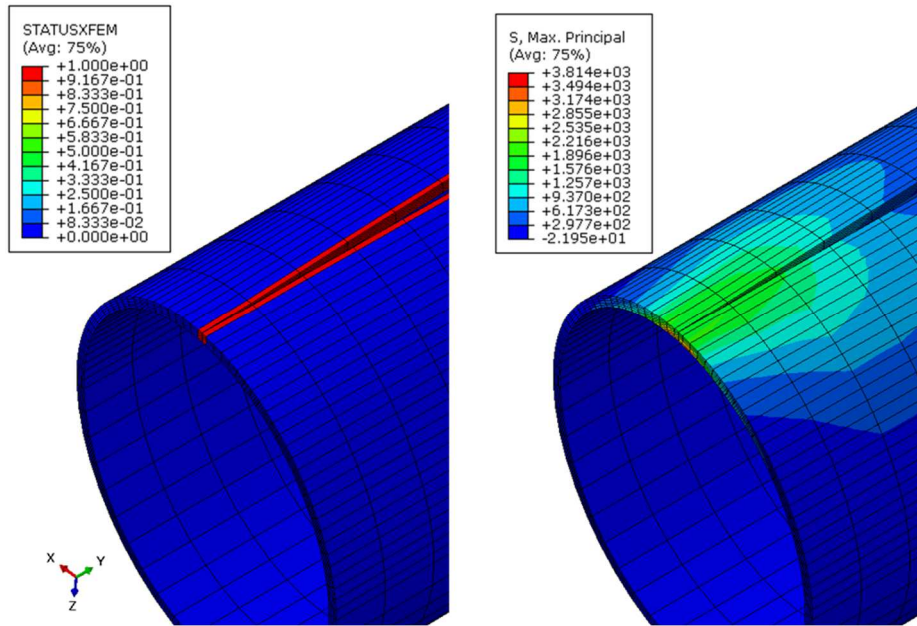 STATUSXFEM
(Avg: 75%)
+1.000e+00
+9.167e-01
+8.333e-01
+7.500e-01
+6.667e-01
+5.833e-01
+5.000e-01
+4.167e-01
+3.333e-01
+2.500e-01
+1.667e-01
+8.333e-02
+0.000e+00
X
Y
Z
S, Max. Principal
(Avg: 75%)
+3.814e+03
+3.494e+03
+3.174e+03
+2.855e+03
+2.535e+03
+2.216e+03
+1.896e+03
+1.576e+03
+1.257e+03
+9.370e+02
+6.173e+02
+2.977e+02
-2.195e+01